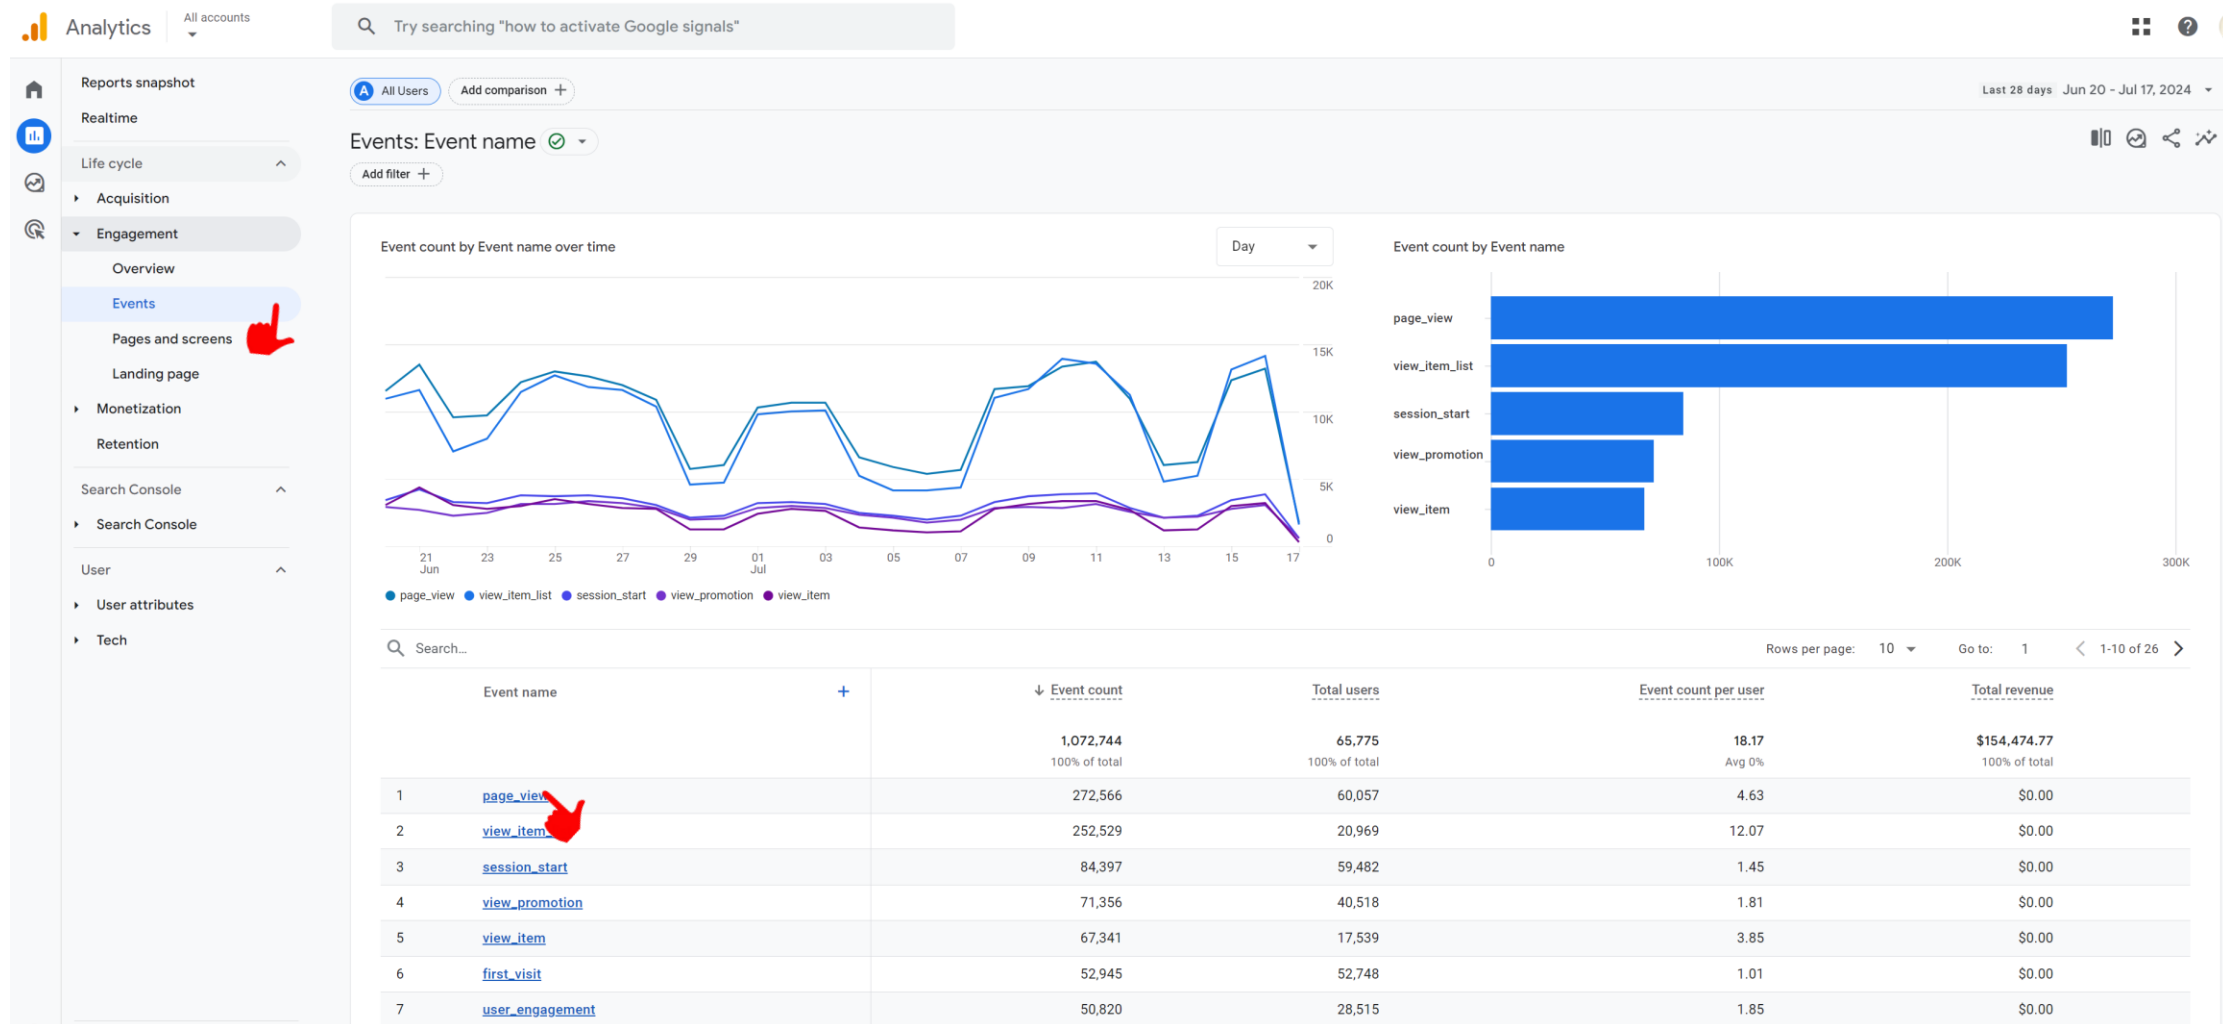 Analytics
All accounts
Try searching "how to activate Google signals"
Reports snapshot
Realtime
Life cycle
Acquisition
Engagement
Overview
Events
Pages and screens
Landing page
Monetization
Retention
Search Console
Search Console
User
User attributes
Tech
A All Users
Add comparison +
Last 28 days Jun 20 - Jul 17, 2024
Events: Event name
Add filter +
Event count by Event name over time
Day
20K
15K
10K
5K
0
21 23 25 27 29 01 03 05 07 09 11 13 15 17
Jun Jul
page_view view_item_list session_start view_promotion view_item
Event count by Event name
page_view
view_item_list
session_start
view_promotion
view_item
0 100K 200K 300K
Search...
Rows per page: 10 Go to: 1 1-10 of 26
Event name + Event count Total users Event count per user Total revenue
1,072,744 65,775 18.17 $154,474.77
100% of total 100% of total Avg 0% 100% of total
1 page_view 272,566 60,057 4.63 $0.00
2 view_item_ 252,529 20,969 12.07 $0.00
3 session_start 84,397 59,482 1.45 $0.00
4 view_promotion 71,356 40,518 1.81 $0.00
5 view_item 67,341 17,539 3.85 $0.00
6 first_visit 52,945 52,748 1.01 $0.00
7 user_engagement 50,820 28,515 1.85 $0.00